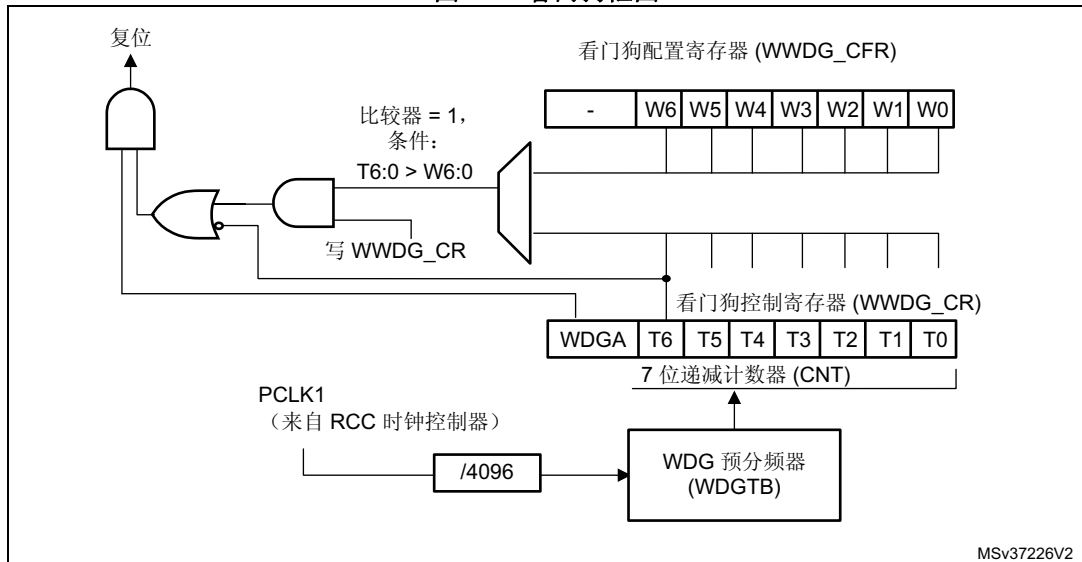 复位
看门狗配置寄存器 (WWDG_CFR)
- W6 W5 W4 W3 W2 W1 W0
比较器 = 1，
条件：
T6:0 > W6:0
写 WWDG_CR
看门狗控制寄存器 (WWDG_CR)
WDGA T6 T5 T4 T3 T2 T1 T0
7 位递减计数器 (CNT)
PCLK1
（来自 RCC 时钟控制器）
/4096
WDG 预分频器
(WDGTB)
MSv37226V2